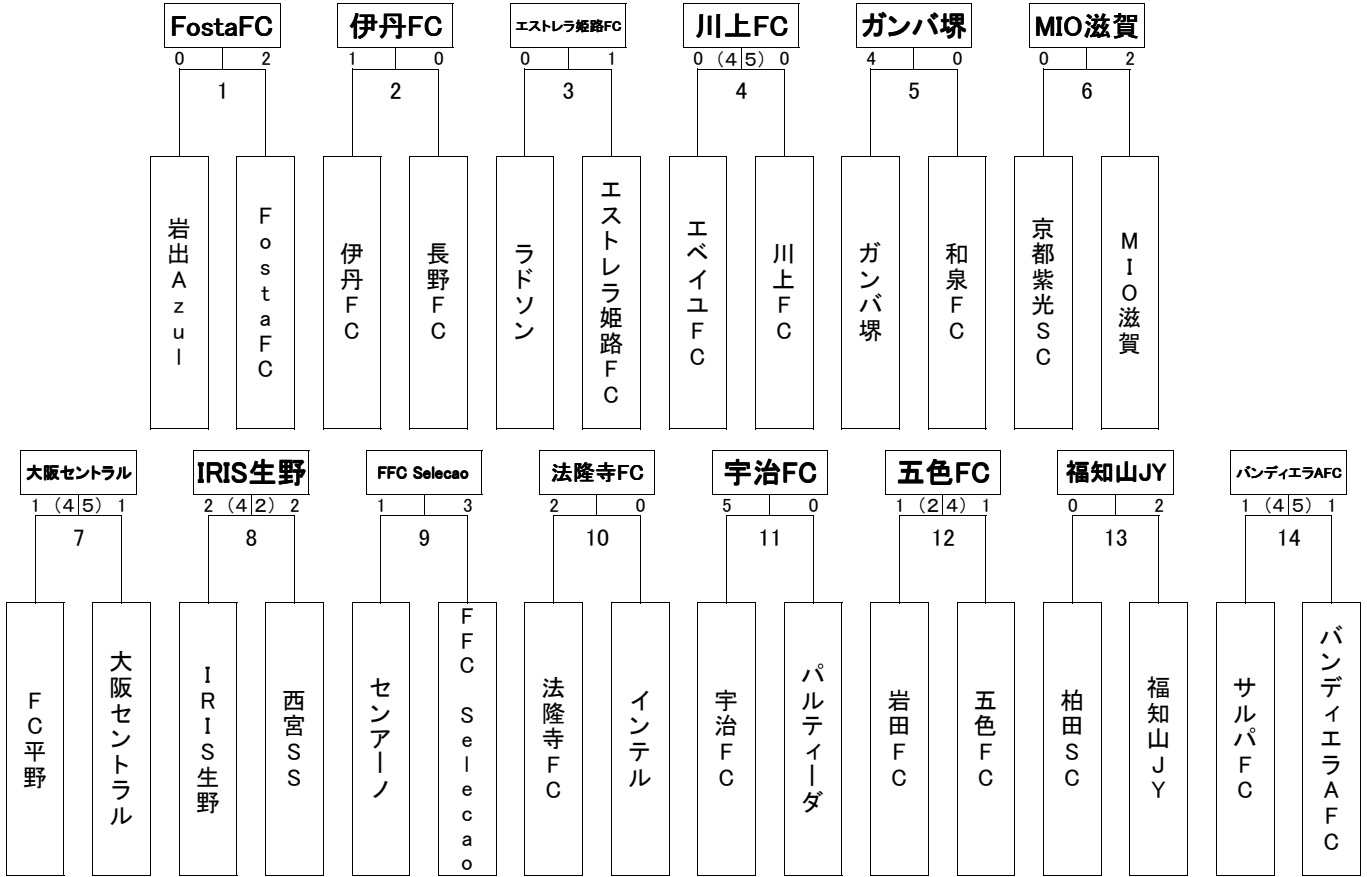 FostaFC 伊丹FC エストレラ姫路FC 川上FC ガンバ堺 MIO滋賀
0 2 1 0 0 1 0 (4 5) 0 4 0 0 2
1 2 3 4 5 6
岩出Azul
FostaFC
伊丹FC
長野FC
ラドソン
エストレラ姫路FC
エベイユFC
川上FC
ガンバ堺
和泉FC
京都紫光SC
MIO滋賀
大阪セントラル IRIS生野 FFC Selecao 法隆寺FC 宇治FC 五色FC 福知山JY バンディエラAFC
1 (4 5) 1 2 (4 2) 2 1 3 2 0 5 0 1 (2 4) 1 0 2 1 (4 5) 1
7 8 9 10 11 12 13 14
FC平野
大阪セントラル
IRIS生野
西宮SS
センアーノ
FFC Selecao
法隆寺FC
インテル
宇治FC
パルティーダ
岩田FC
五色FC
柏田SC
福知山JY
サルパFC
バンディエラAFC